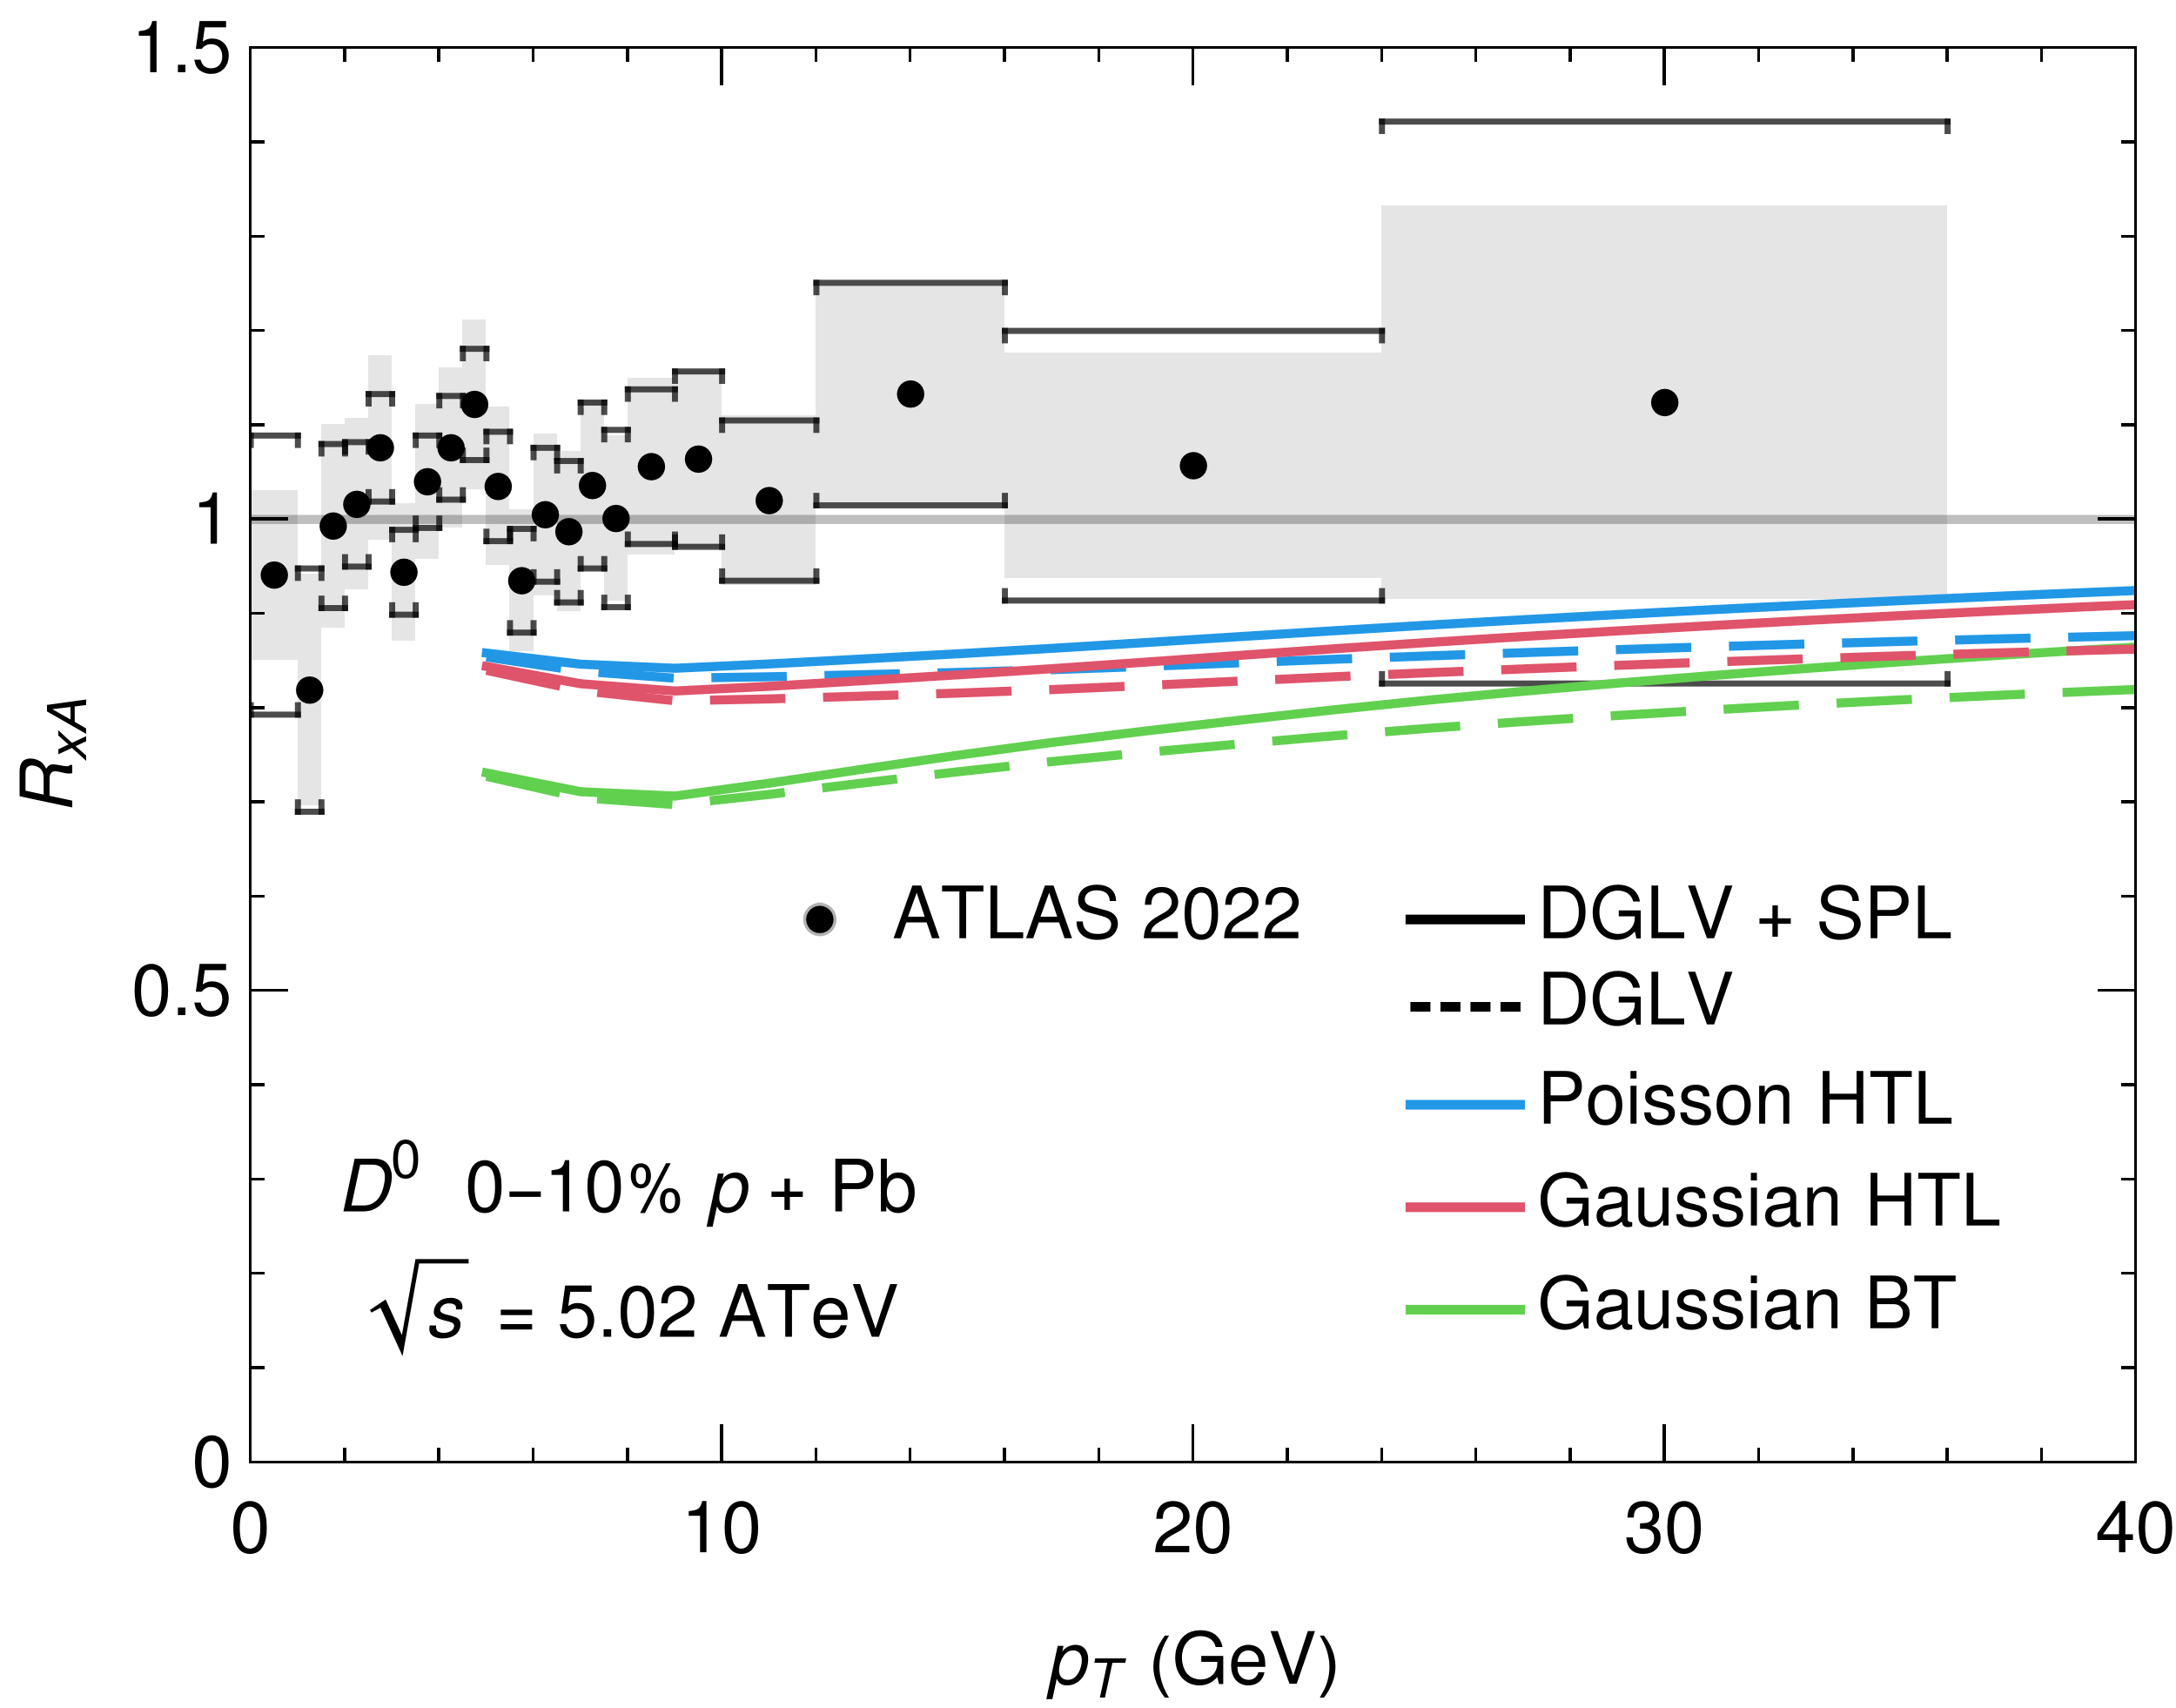 1.5
1
0.5
0
R_xA
ATLAS 2022
DGLV + SPL
DGLV
Poisson HTL
Gaussian HTL
Gaussian BT
D⁰ 0–10% p + Pb
√s = 5.02 ATeV
0 10 20 30 40
p_T (GeV)